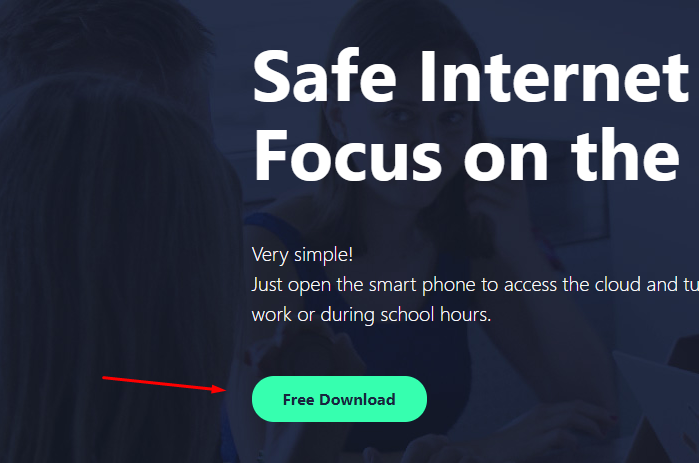 Safe Internet
Focus on the
Very simple!
Just open the smart phone to access the cloud and tu
work or during school hours.
Free Download